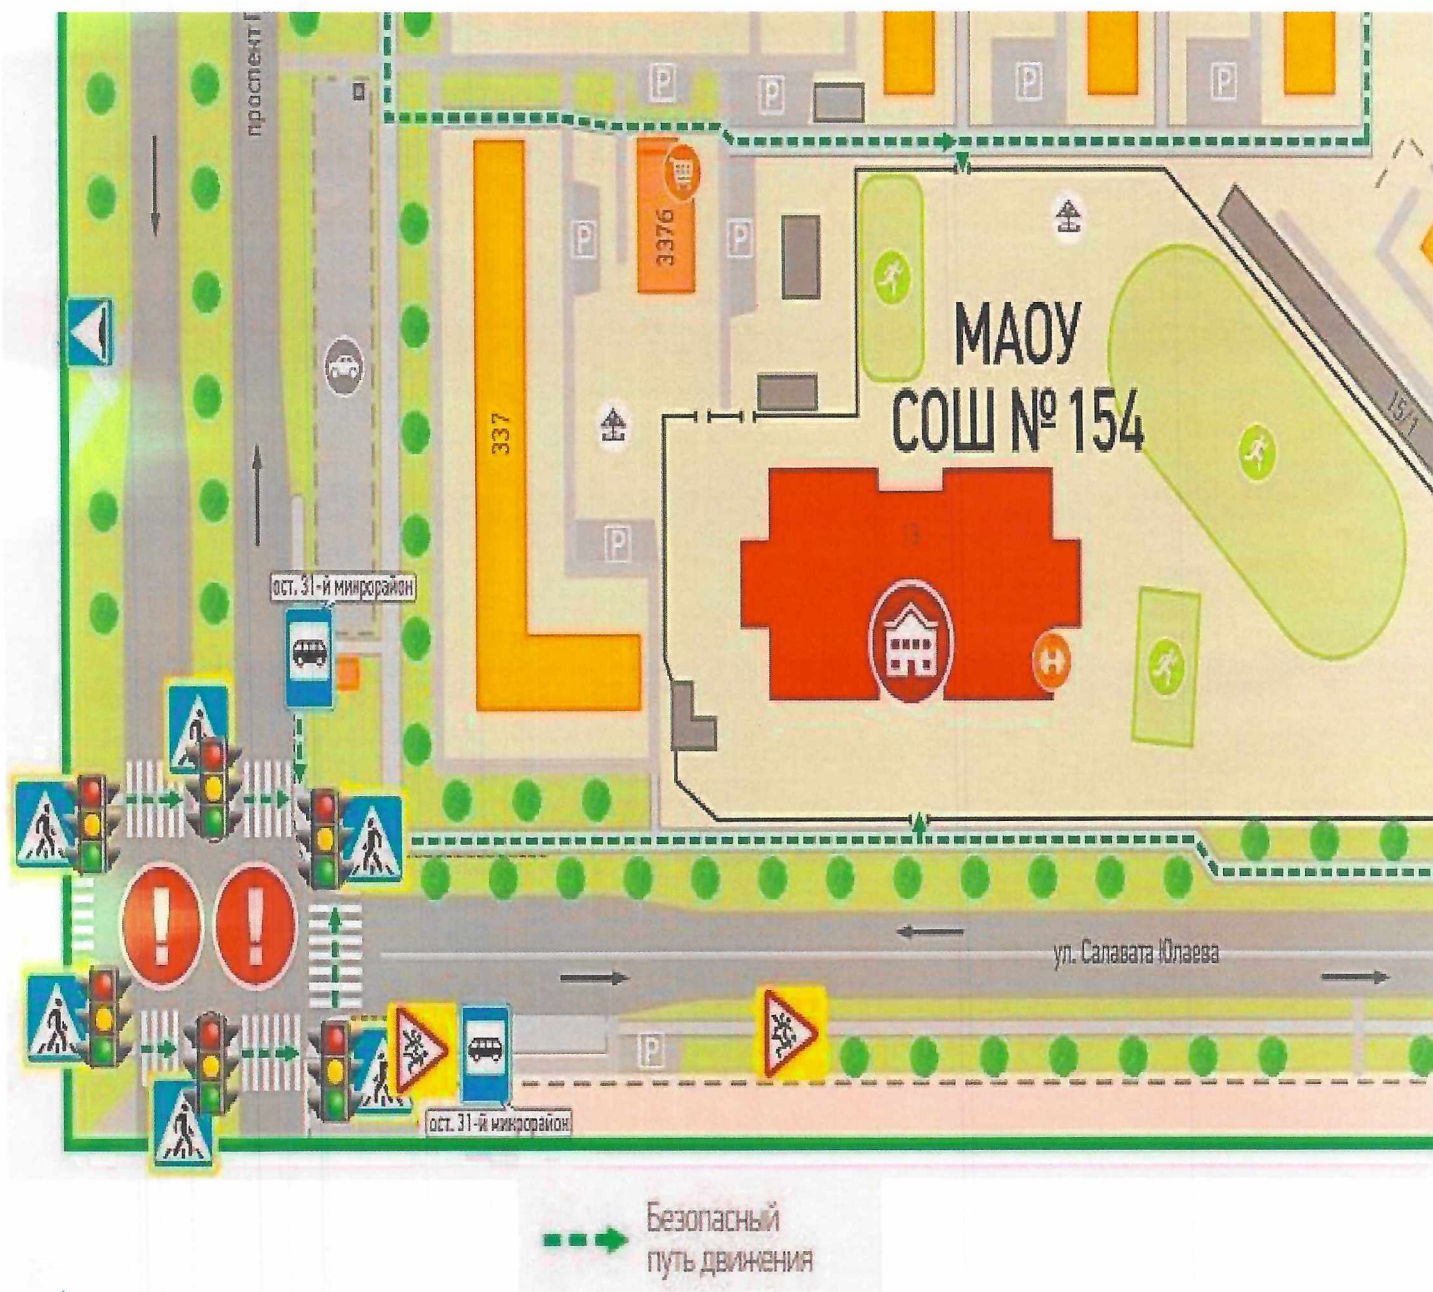 проспект
P
P
P
P
3376
P
P
МАОУ
СОШ № 154
337
15/1
P
13
ост. 31-й микрорайон
H
ул. Салавата Юлаева
P
ост. 31-й микрорайон
Безопасный
путь движения